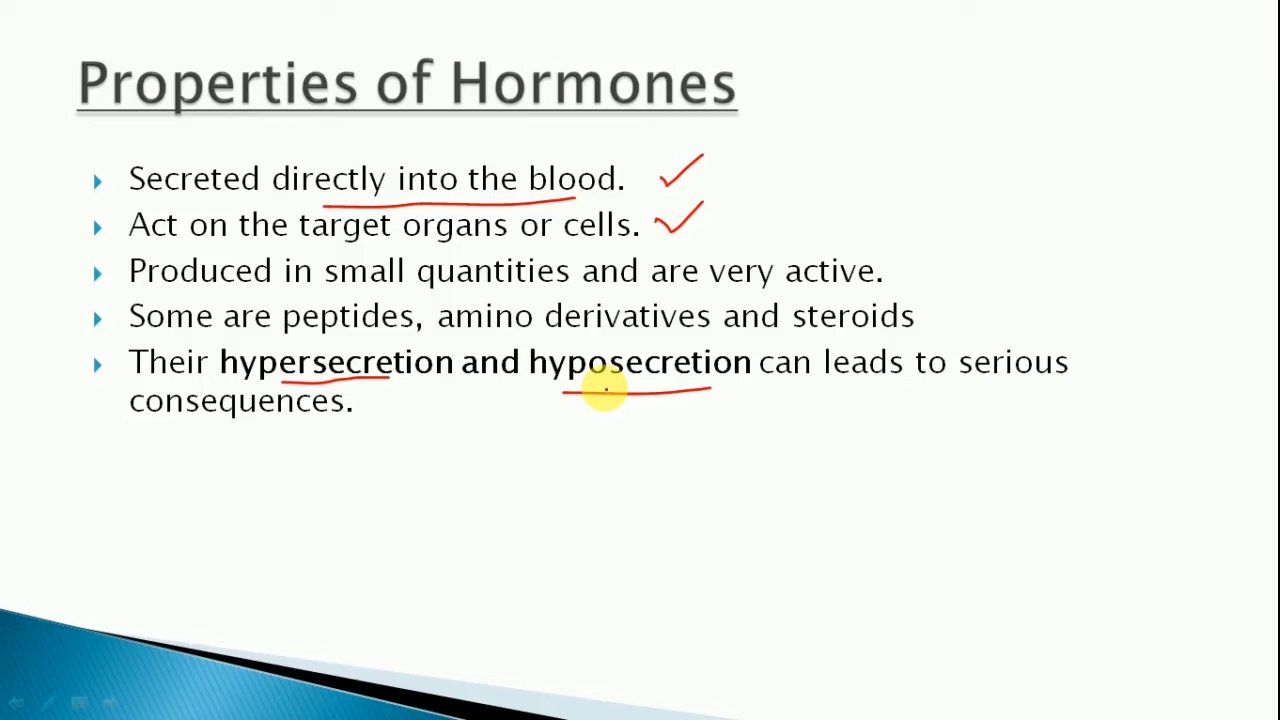 Properties of Hormones
Secreted directly into the blood.
Act on the target organs or cells.
Produced in small quantities and are very active.
Some are peptides, amino derivatives and steroids
Their hypersecretion and hyposecretion can leads to serious
consequences.